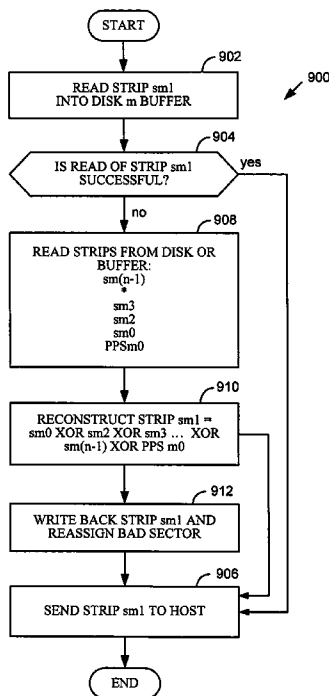 START
902
READ STRIP sm1
INTO DISK m BUFFER
900
904
IS READ OF STRIP sm1
SUCCESSFUL?
yes
no
908
READ STRIPS FROM DISK OR
BUFFER:
sm(n-1)
*
sm3
sm2
sm0
PPSm0
910
RECONSTRUCT STRIP sm1 =
sm0 XOR sm2 XOR sm3 ... XOR
sm(n-1) XOR PPS m0
912
WRITE BACK STRIP sm1 AND
REASSIGN BAD SECTOR
906
SEND STRIP sm1 TO HOST
END